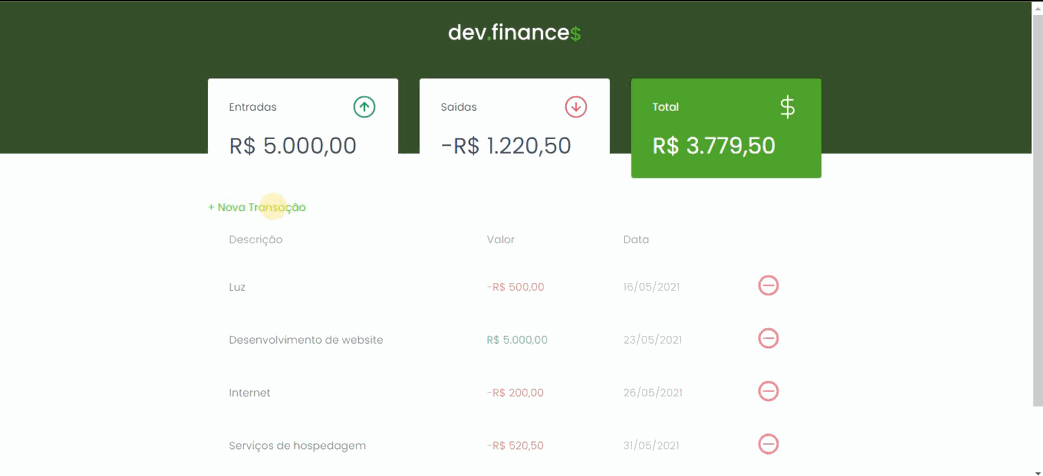 dev.finance$
Entradas
R$ 5.000,00
Saídas
-R$ 1.220,50
Total
$
R$ 3.779,50
+ Nova Transação
Descrição Valor Data
Luz -R$ 500,00 16/05/2021
Desenvolvimento de website R$ 5.000,00 23/05/2021
Internet -R$ 200,00 26/05/2021
Serviços de hospedagem -R$ 520,50 31/05/2021